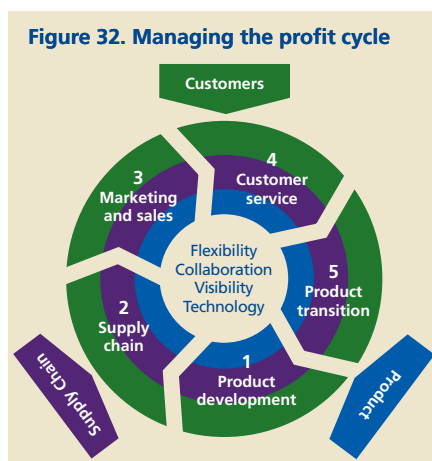 Figure 32. Managing the profit cycle
Customers
4
Customer
service
3
Marketing
and sales
Flexibility
Collaboration
Visibility
Technology
5
Product
transition
2
Supply
chain
1
Product
development
Supply Chain
Product